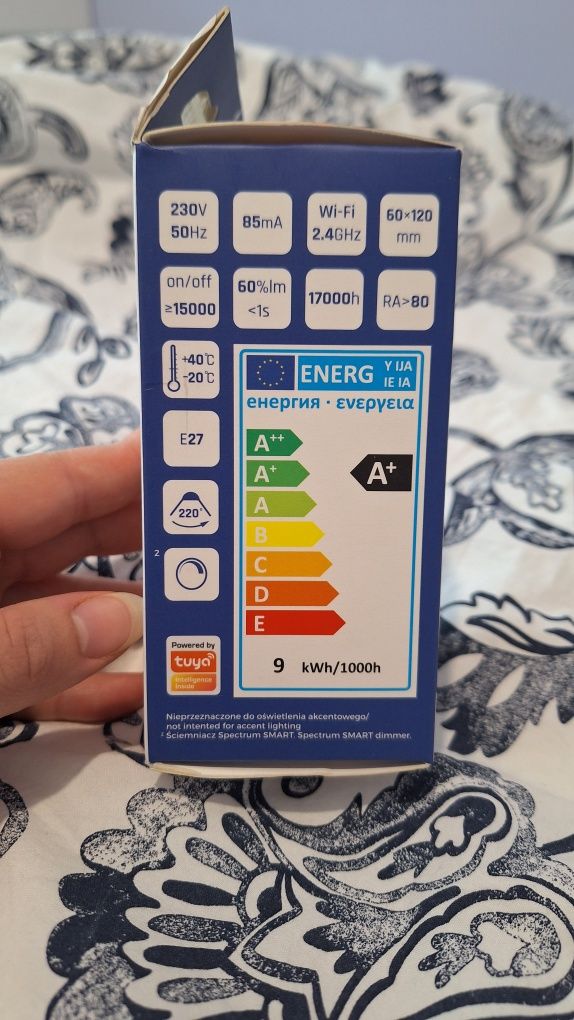 230V
50Hz
85mA
Wi-Fi
2.4GHz
60×120
mm
on/off
≥15000
60%lm
<1s
17000h
RA>80
+40°C
-20°C
E27
220°
2
Powered by
tuya
intelligence
inside
ENERG
Y IJA
IE IA
енергия · ενεργεια
A++
A+
A
B
C
D
E
A+
9 kWh/1000h
Nieprzeznaczone do oświetlenia akcentowego/
not intented for accent lighting
² Ściemniacz Spectrum SMART. Spectrum SMART dimmer.